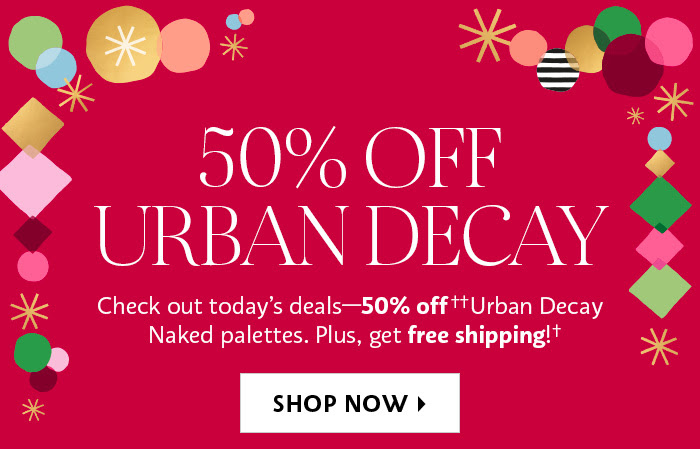 50% OFF
URBAN DECAY
Check out today's deals—50% off††Urban Decay
Naked palettes. Plus, get free shipping!†
SHOP NOW